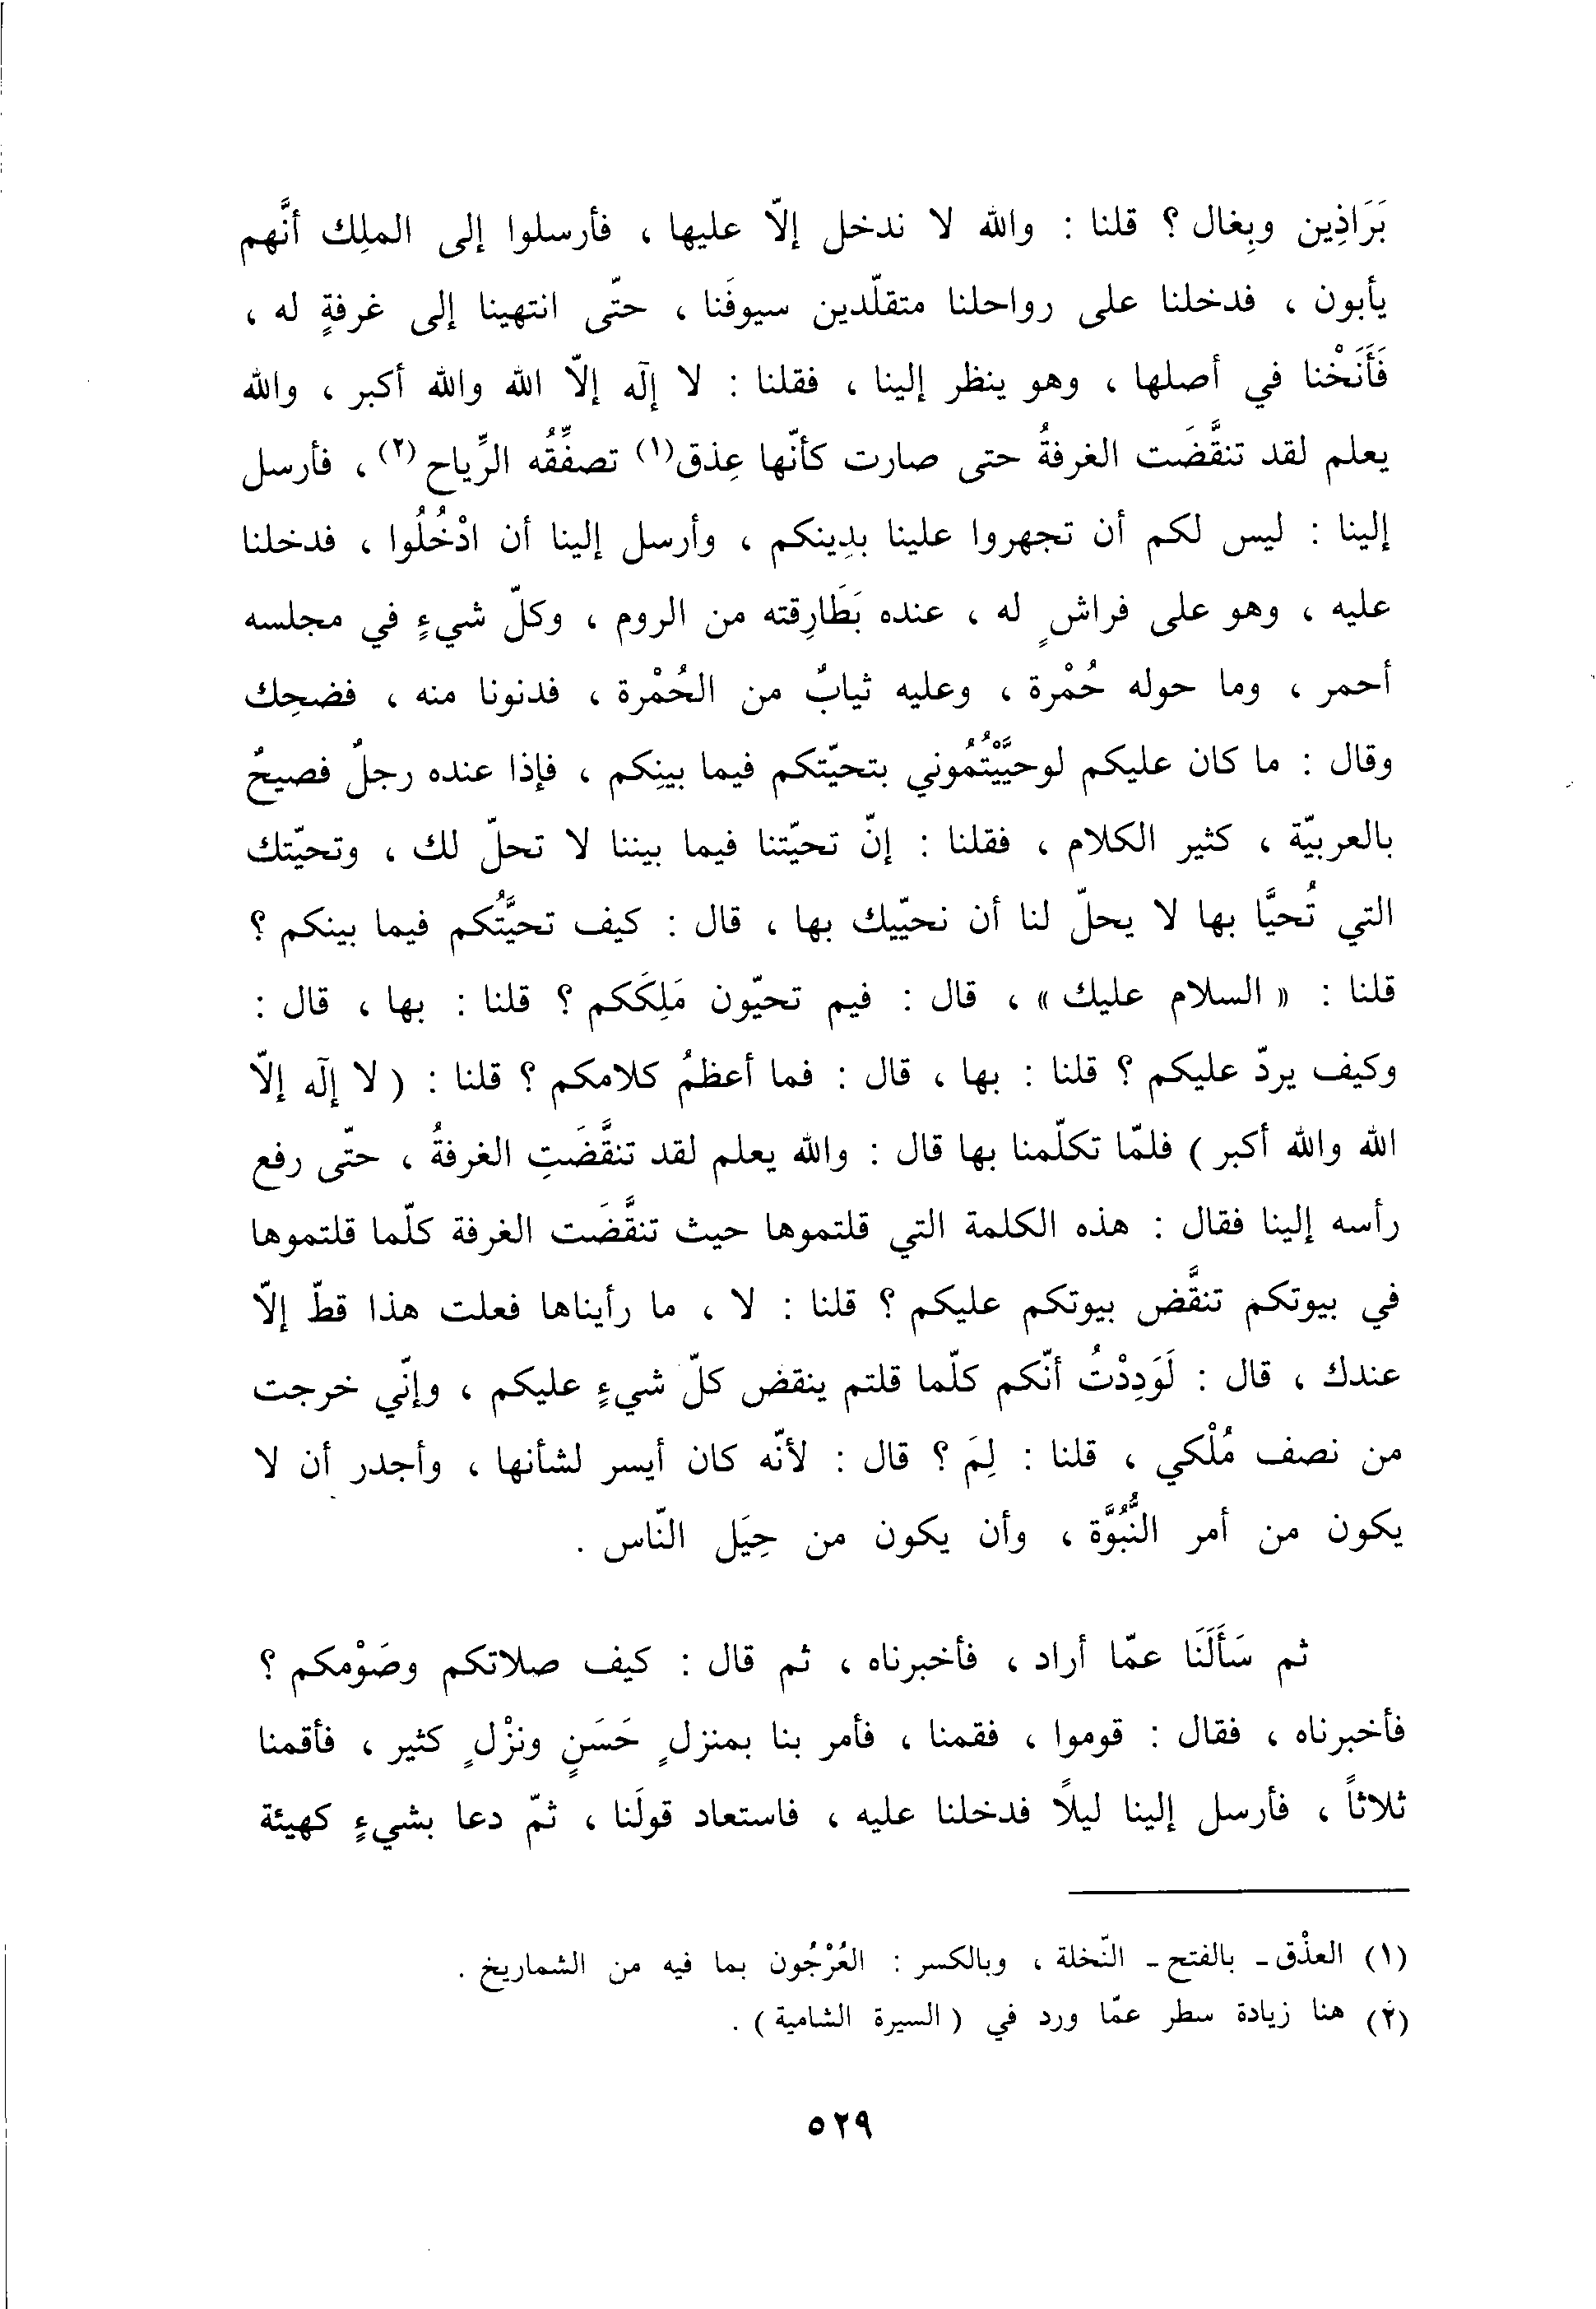 بَرَاذِين وبِغال ؟ قلنا : والله لا ندخل إلاّ عليها ، فأرسلوا إلى الملِك أنَّهم
يأبون ، فدخلنا على رواحلنا متقلّدين سيوفَنا ، حتّى انتهينا إلى غرفةٍ له ،
فَأَنَخْنا في أصلها ، وهو ينظر إلينا ، فقلنا : لا إلٓه إلاّ الله والله أكبر ، والله
يعلم لقد تنقَّضَت الغرفةُ حتى صارت كأنّها عِذق(١) تصفِّقُه الرِّياح(٢) ، فأرسل
إلينا : ليس لكم أن تجهروا علينا بدِينكم ، وأرسل إلينا أن ادْخُلُوا ، فدخلنا
عليه ، وهو على فراشٍ له ، عنده بَطَارِقته من الروم ، وكلّ شيءٍ في مجلسه
أحمر ، وما حوله حُمْرة ، وعليه ثيابٌ من الحُمْرة ، فدنونا منه ، فضحِك
وقال : ما كان عليكم لوحيَّيْتُمُوني بتحيّتكم فيما بينِكم ، فإذا عنده رجلٌ فصيحٌ
بالعربيّة ، كثير الكلام ، فقلنا : إنّ تحيّتنا فيما بيننا لا تحلّ لك ، وتحيّتك
التي تُحيَّا بها لا يحلّ لنا أن نحيّيك بها ، قال : كيف تحيَّتُكم فيما بينكم ؟
قلنا : « السلام عليك » ، قال : فيم تحيّون مَلِكَكم ؟ قلنا : بها ، قال :
وكيف يردّ عليكم ؟ قلنا : بها ، قال : فما أعظمُ كلامكم ؟ قلنا : ( لا إلٓه إلاّ
الله والله أكبر ) فلمّا تكلّمنا بها قال : والله يعلم لقد تنقَّضَتِ الغرفةُ ، حتّى رفع
رأسه إلينا فقال : هذه الكلمة التي قلتموها حيث تنقَّضَت الغرفة كلّما قلتموها
في بيوتكم تنقَّض بيوتكم عليكم ؟ قلنا : لا ، ما رأيناها فعلت هذا قطّ إلاّ
عندك ، قال : لَوَدِدْتُ أنّكم كلّما قلتم ينقض كلّ شيءٍ عليكم ، وإنّي خرجت
من نصف مُلْكي ، قلنا : لِمَ ؟ قال : لأنّه كان أيسر لشأنها ، وأجدر أن لا
يكون من أمر النُّبُوَّة ، وأن يكون من حِيَل النّاس .
ثم سَأَلَنَا عمّا أراد ، فأخبرناه ، ثم قال : كيف صلاتكم وصَوْمكم ؟
فأخبرناه ، فقال : قوموا ، فقمنا ، فأمر بنا بمنزلٍ حَسَنٍ ونزْلٍ كثير ، فأقمنا
ثلاثاً ، فأرسل إلينا ليلاً فدخلنا عليه ، فاستعاد قولَنا ، ثمّ دعا بشيءٍ كهيئة
(١) العذْق ـ بالفتح ـ النّخلة ، وبالكسر : العُرْجُون بما فيه من الشماريخ .
(٢) هنا زيادة سطر عمّا ورد في ( السيرة الشامية ) .
٥٢٩